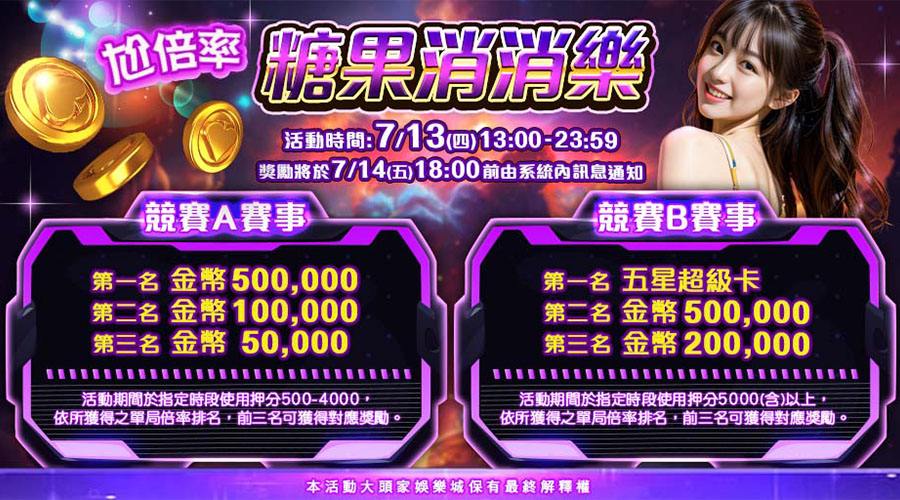 尬倍率
糖果消消樂
活動時間:7/13(四)13:00-23:59
獎勵將於7/14(五)18:00前由系統內訊息通知
競賽A賽事
第一名 金幣500,000
第二名 金幣100,000
第三名 金幣 50,000
活動期間於指定時段使用押分500-4000，
依所獲得之單局倍率排名，前三名可獲得對應獎勵。
競賽B賽事
第一名 五星超級卡
第二名 金幣500,000
第三名 金幣200,000
活動期間於指定時段使用押分5000(含)以上，
依所獲得之單局倍率排名，前三名可獲得對應獎勵。
本活動大頭家娛樂城保有最終解釋權